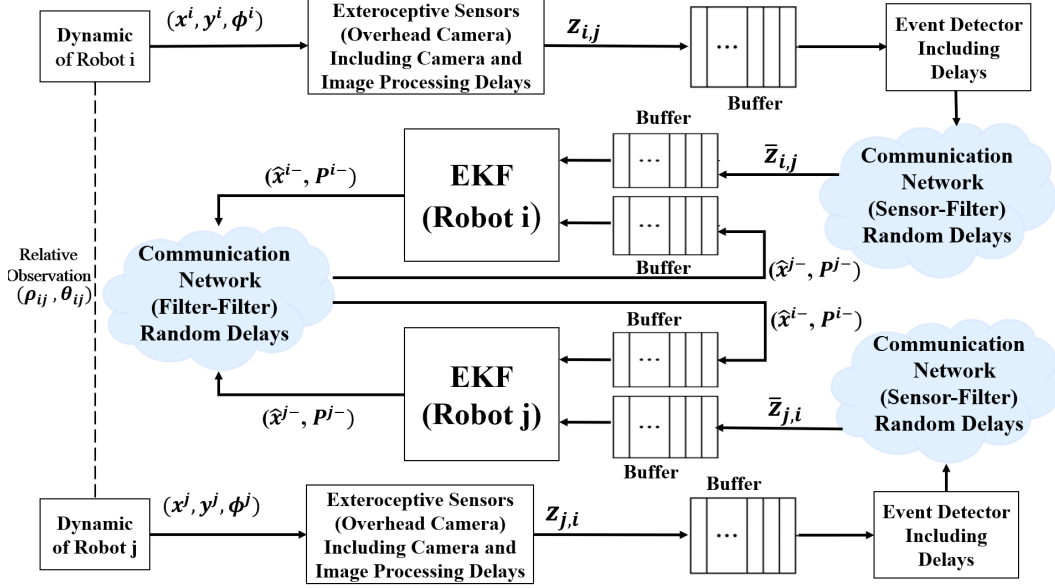 Dynamic
of Robot i
(x^i, y^i, ϕ^i)
Exteroceptive Sensors
(Overhead Camera)
Including Camera and
Image Processing Delays
z_{i,j}
...
Buffer
Event Detector
Including
Delays
Communication
Network
(Sensor-Filter)
Random Delays
z̄_{i,j}
Buffer
...
...
Buffer
EKF
(Robot i)
(x̂^{i-}, P^{i-})
(x̂^{j-}, P^{j-})
Relative
Observation
(ρ_{ij}, θ_{ij})
Communication
Network
(Filter-Filter)
Random Delays
(x̂^{i-}, P^{i-})
Buffer
...
...
Buffer
EKF
(Robot j)
(x̂^{j-}, P^{j-})
z̄_{j,i}
Communication
Network
(Sensor-Filter)
Random Delays
Dynamic
of Robot j
(x^j, y^j, ϕ^j)
Exteroceptive Sensors
(Overhead Camera)
Including Camera and
Image Processing Delays
z_{j,i}
Buffer
...
Event Detector
Including
Delays